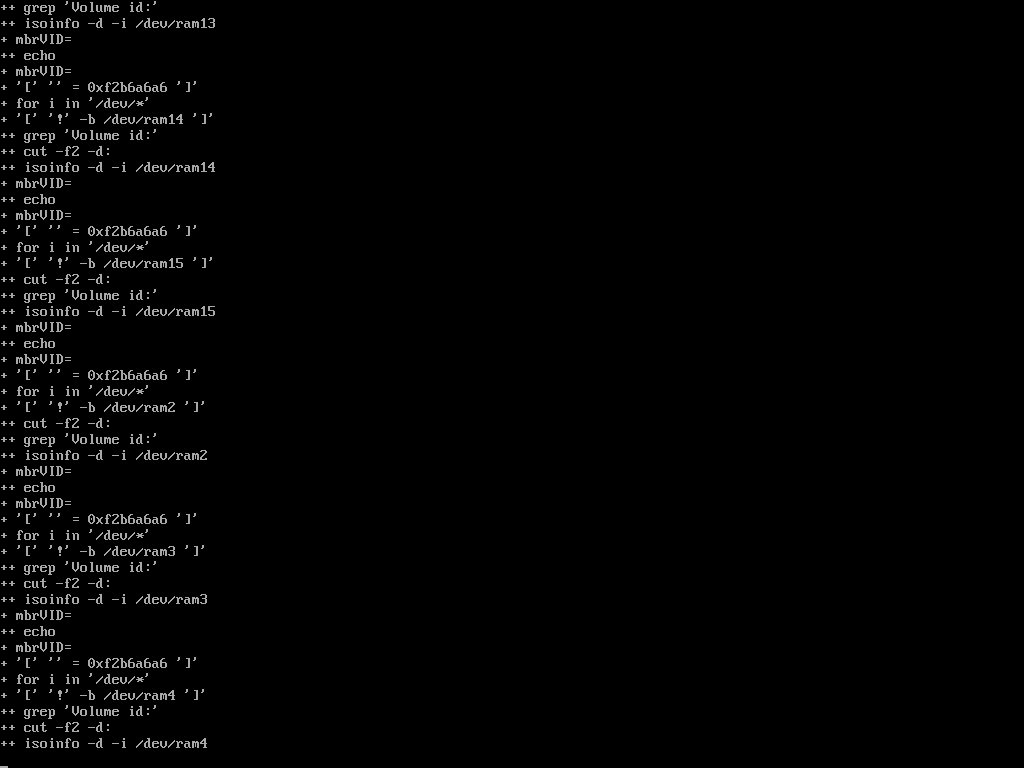 ++ grep 'Volume id:'
++ isoinfo -d -i /dev/ram13
+ mbrVID=
++ echo
+ mbrVID=
+ '[' '' = 0xf2b6a6a6 ']'
+ for i in '/dev/*'
+ '[' '!' -b /dev/ram14 ']'
++ grep 'Volume id:'
++ cut -f2 -d:
++ isoinfo -d -i /dev/ram14
+ mbrVID=
++ echo
+ mbrVID=
+ '[' '' = 0xf2b6a6a6 ']'
+ for i in '/dev/*'
+ '[' '!' -b /dev/ram15 ']'
++ cut -f2 -d:
++ grep 'Volume id:'
++ isoinfo -d -i /dev/ram15
+ mbrVID=
++ echo
+ mbrVID=
+ '[' '' = 0xf2b6a6a6 ']'
+ for i in '/dev/*'
+ '[' '!' -b /dev/ram2 ']'
++ cut -f2 -d:
++ grep 'Volume id:'
++ isoinfo -d -i /dev/ram2
+ mbrVID=
++ echo
+ mbrVID=
+ '[' '' = 0xf2b6a6a6 ']'
+ for i in '/dev/*'
+ '[' '!' -b /dev/ram3 ']'
++ grep 'Volume id:'
++ cut -f2 -d:
++ isoinfo -d -i /dev/ram3
+ mbrVID=
++ echo
+ mbrVID=
+ '[' '' = 0xf2b6a6a6 ']'
+ for i in '/dev/*'
+ '[' '!' -b /dev/ram4 ']'
++ grep 'Volume id:'
++ cut -f2 -d:
++ isoinfo -d -i /dev/ram4